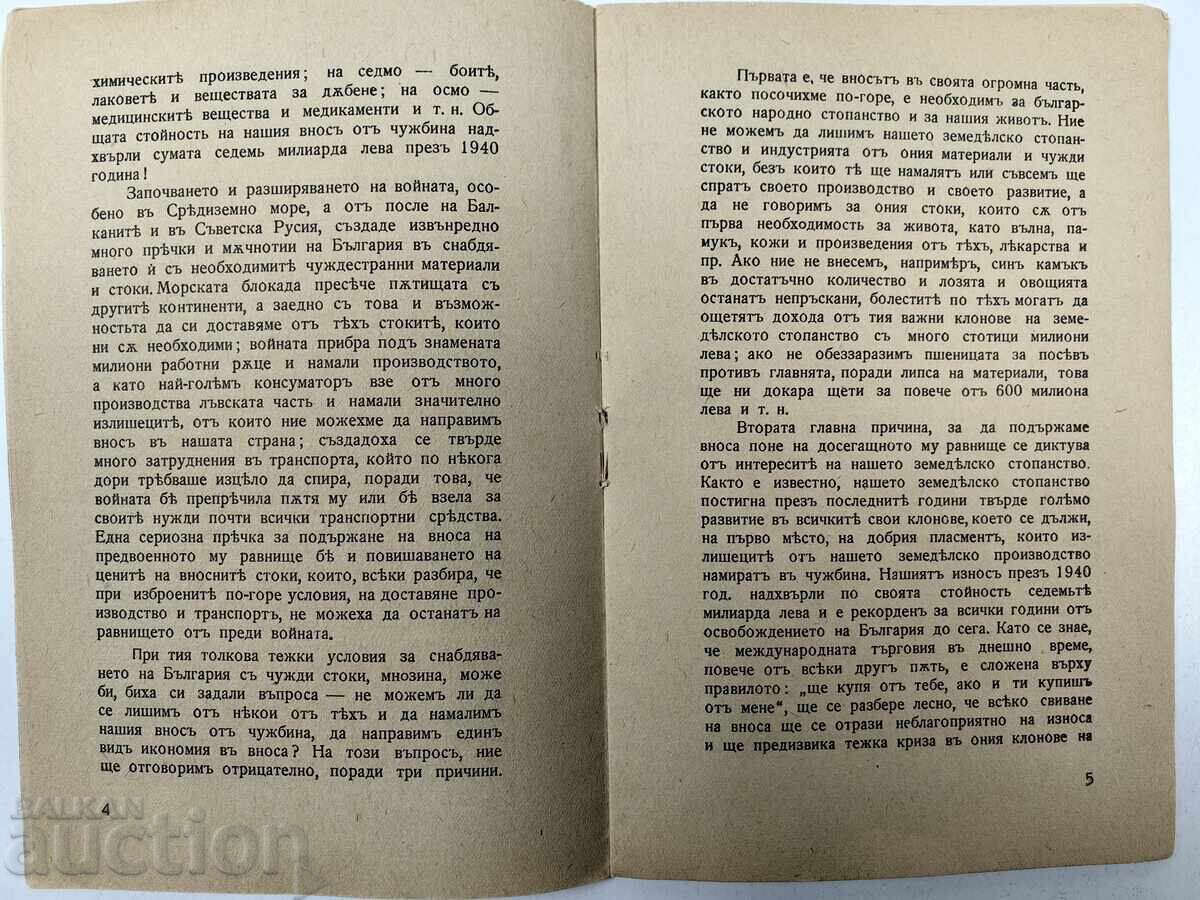 химическитѣ произведения; на седмо — боитѣ,
лаковетѣ и веществата за дѫбене; на осмо —
медицинскитѣ вещества и медикаменти и т. н. Об-
щата стойность на нашия вносъ отъ чужбина над-
хвърли сумата седемь милиарда лева презъ 1940
година!
Започването и разширяването на войната, осо-
бено въ Срѣдиземно море, а отъ после на Бал-
канитѣ и въ Съветска Русия, създаде извънредно
много прѣчки и мѫчнотии на България въ снабдя-
ването ѝ съ необходимитѣ чуждестранни материали
и стоки. Морската блокада пресѣче пѫтищата съ
другитѣ континенти, а заедно съ това и възмож-
ностьта да си доставяме отъ тѣхъ стокитѣ, които
ни сѫ необходими; войната прибра подъ знамената
милиони работни рѫце и намали производството,
а като най-голѣмъ консуматоръ взе отъ много
производства лъвската часть и намали значително
излишецитѣ, отъ които ние можехме да направимъ
вносъ въ нашата страна; създадоха се твърде
много затруднения въ транспорта, който по нѣкога
дори трѣбваше изцѣло да спира, поради това, че
войната бѣ препрѣчила пѫтя му или бѣ взела за
своитѣ нужди почти всички транспортни срѣдства.
Една сериозна прѣчка за подържане на вноса на
предвоенното му равнище бѣ и повишаването на
ценитѣ на вноснитѣ стоки, които, всѣки разбира, че
при изброенитѣ по-горе условия, на доставяне про-
изводство и транспортъ, не можеха да останатъ на
равнището отъ преди войната.
При тия толкова тежки условия за снабдява-
нето на България съ чужди стоки, мнозина, може
би, биха си задали въпроса — не можемъ ли да
се лишимъ отъ нѣкои отъ тѣхъ и да намалимъ
нашия вносъ отъ чужбина, да направимъ единъ
видъ икономия въ вноса? На този въпросъ, ние
ще отговоримъ отрицателно, поради три причини.
4
Първата е, че вносътъ въ своята огромна часть,
както посочихме по-горе, е необходимъ за българ-
ското народно стопанство и за нашия животъ. Ние
не можемъ да лишимъ нашето земедѣлско стопан-
ство и индустрията отъ ония материали и чужди
стоки, безъ които тѣ ще намалятъ или съвсемъ ще
спратъ своето производство и своето развитие, а
да не говоримъ за ония стоки, които сѫ отъ
първа необходимость за живота, като вълна, па-
мукъ, кожи и произведения отъ тѣхъ, лѣкарства и
пр. Ако ние не внесемъ, напримѣръ, синъ камъкъ
въ достатъчно количество и лозята и овощията
останатъ непръскани, болеститѣ по тѣхъ могатъ да
ощетятъ дохода отъ тия важни клонове на земе-
дѣлското стопанство съ много стотици милиони
лева; ако не обеззаразимъ пшеницата за посѣвъ
противъ главнята, поради липса на материали, това
ще ни докара щети за повече отъ 600 милиона
лева и т. н.
Втората главна причина, за да подържаме
вноса поне на досегащното му равнище се диктува
отъ интереситѣ на нашето земедѣлско стопанство.
Както е известно, нашето земедѣлско стопанство
постигна презъ последнитѣ години твърде голѣмо
развитие въ всичкитѣ свои клонове, което се дължи,
на първо мѣсто, на добрия пласментъ, които из-
лишецитѣ отъ нашето земедѣлско производство
намиратъ въ чужбина. Нашиятъ износъ презъ 1940
год. надхвърли по своята стойность седемьтѣ
милиарда лева и е рекорденъ за всички години отъ
освобождението на България до сега. Като се знае,
че международната търговия въ днешно време,
повече отъ всѣки другъ пѫть, е сложена върху
правилото: „ще купя отъ тебе, ако и ти купишъ
отъ мене“, ще се разбере лесно, че всѣко свиване
на вноса ще се отрази неблагоприятно на износа
и ще предизвика тежка криза въ ония клонове на
5
BALKAN
auction